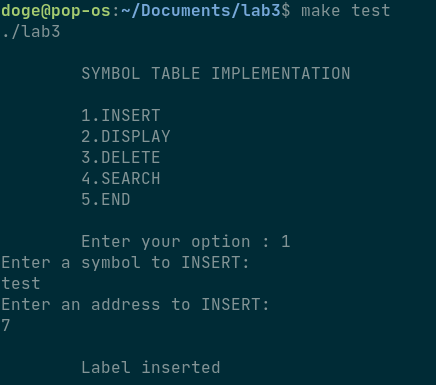 doge@pop-os:~/Documents/lab3$ make test
./lab3
SYMBOL TABLE IMPLEMENTATION
1.INSERT
2.DISPLAY
3.DELETE
4.SEARCH
5.END
Enter your option : 1
Enter a symbol to INSERT:
test
Enter an address to INSERT:
7
Label inserted